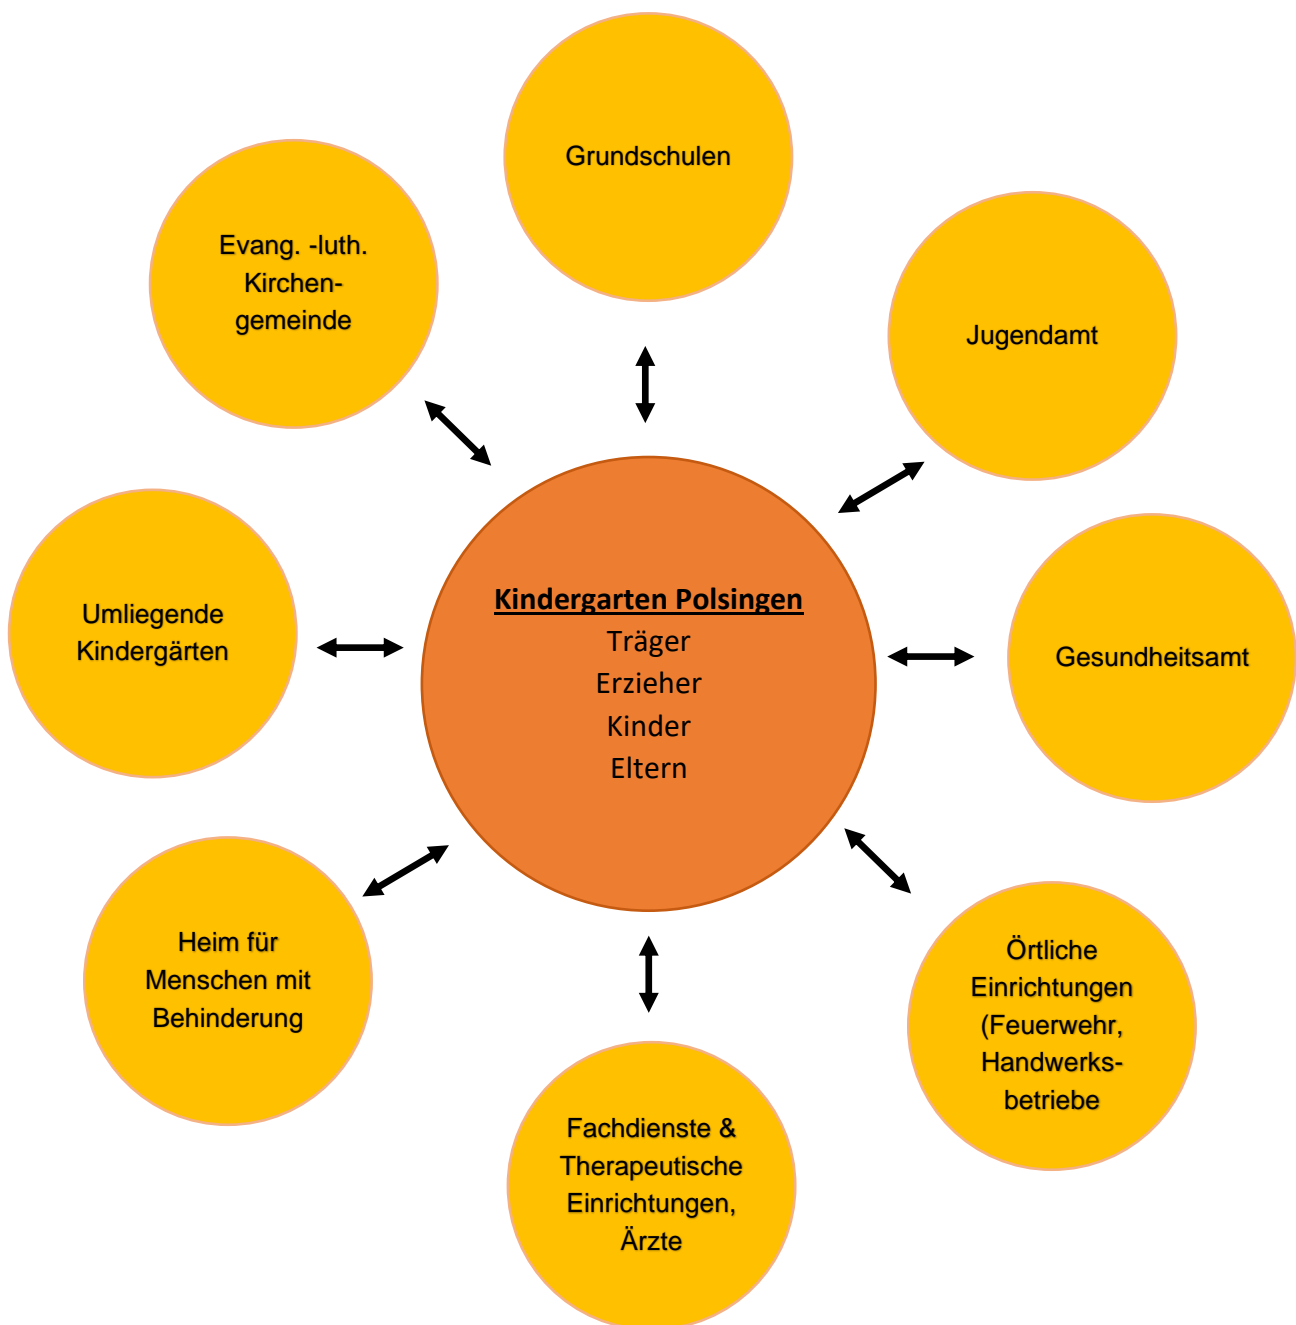 Grundschulen
Evang. -luth.
Kirchen-
gemeinde
Jugendamt
Umliegende
Kindergärten
Kindergarten Polsingen
Träger
Erzieher
Kinder
Eltern
Gesundheitsamt
Heim für
Menschen mit
Behinderung
Örtliche
Einrichtungen
(Feuerwehr,
Handwerks-
betriebe
Fachdienste &
Therapeutische
Einrichtungen,
Ärzte